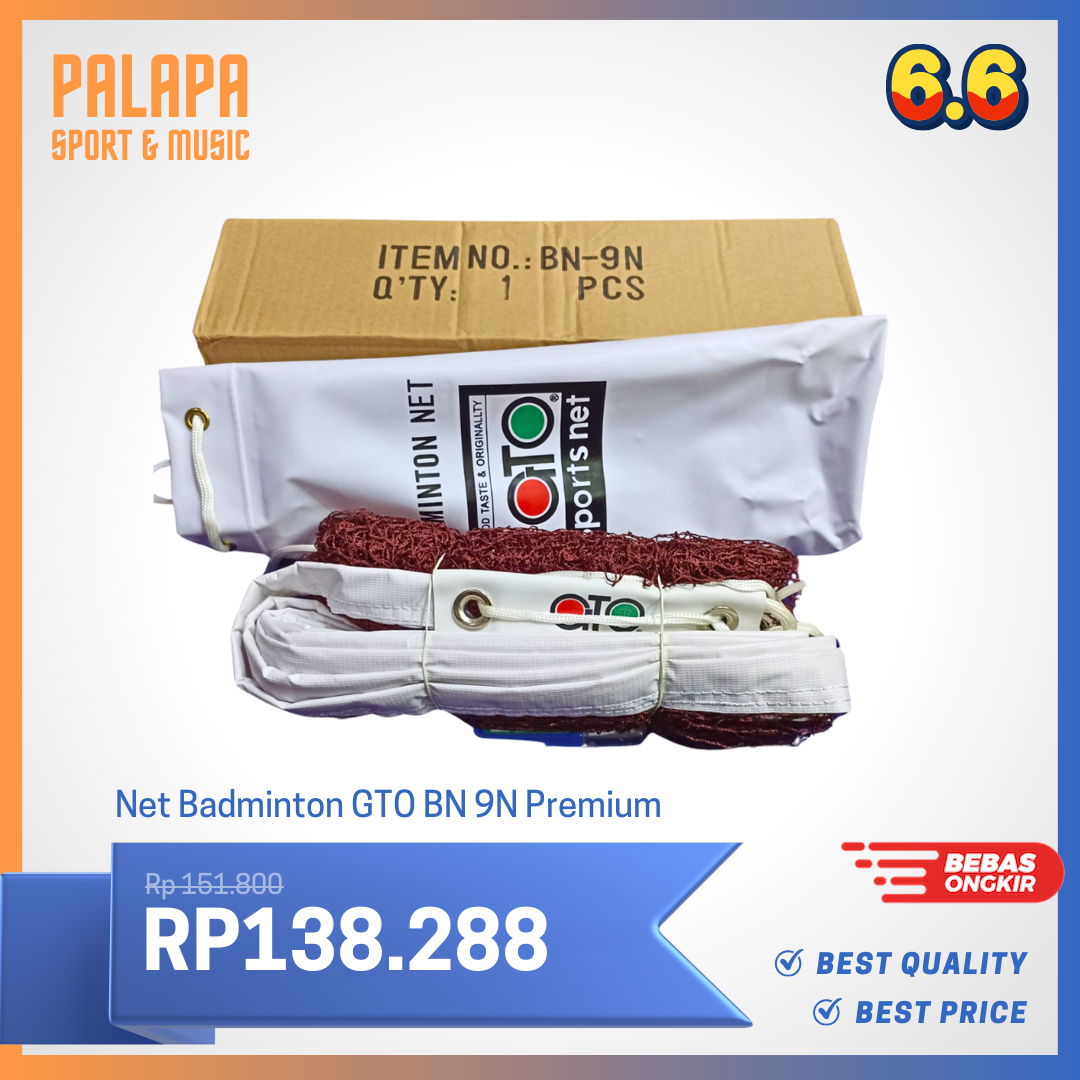 PALAPA
SPORT & MUSIC
6.6
ITEM NO.: BN-9N
Q'TY: 1 PCS
MINTON NET
OD TASTE & ORIGINALLTY
GTO®
sports net
GTO
Net Badminton GTO BN 9N Premium
Rp 151.800
RP138.288
BEBAS
ONGKIR
BEST QUALITY
BEST PRICE